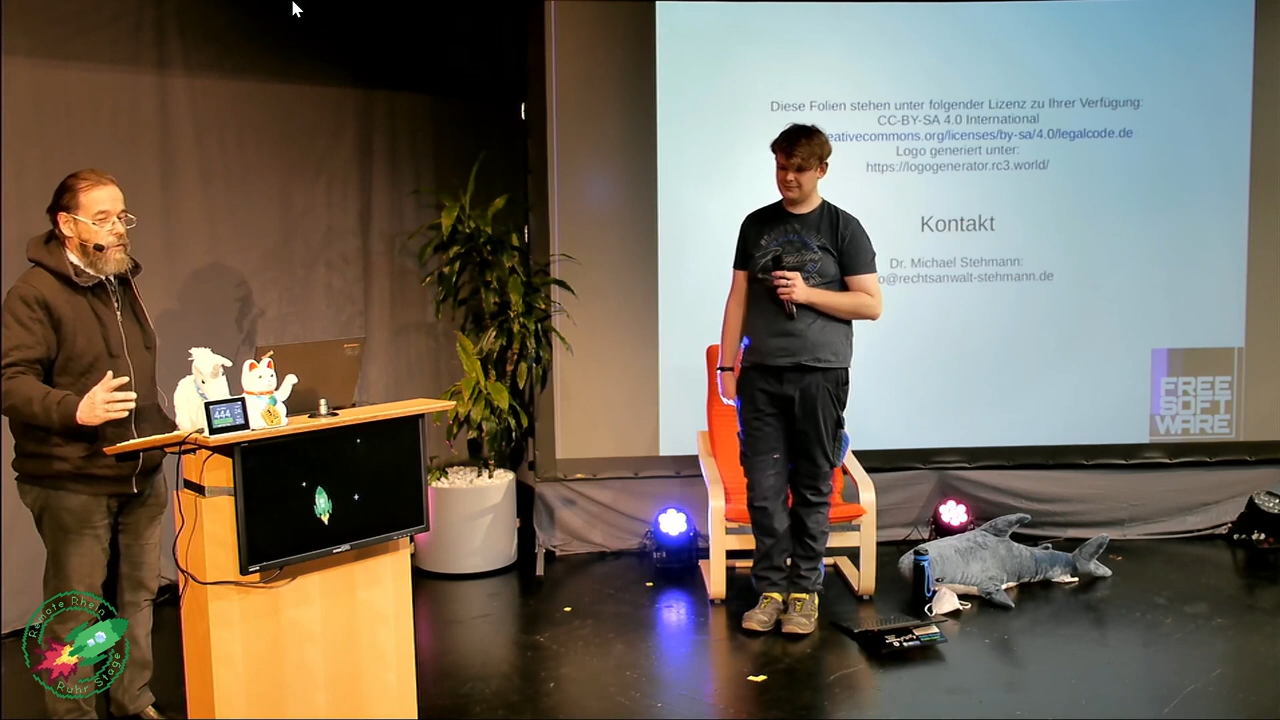 Diese Folien stehen unter folgender Lizenz zu Ihrer Verfügung:
CC-BY-SA 4.0 International
eativecommons.org/licenses/by-sa/4.0/legalcode.de
Logo generiert unter:
https://logogenerator.rc3.world/
Kontakt
Dr. Michael Stehmann:
o@rechtsanwalt-stehmann.de
FREE
SOFT
WARE
444
Remote Rhein
Ruhr Stage